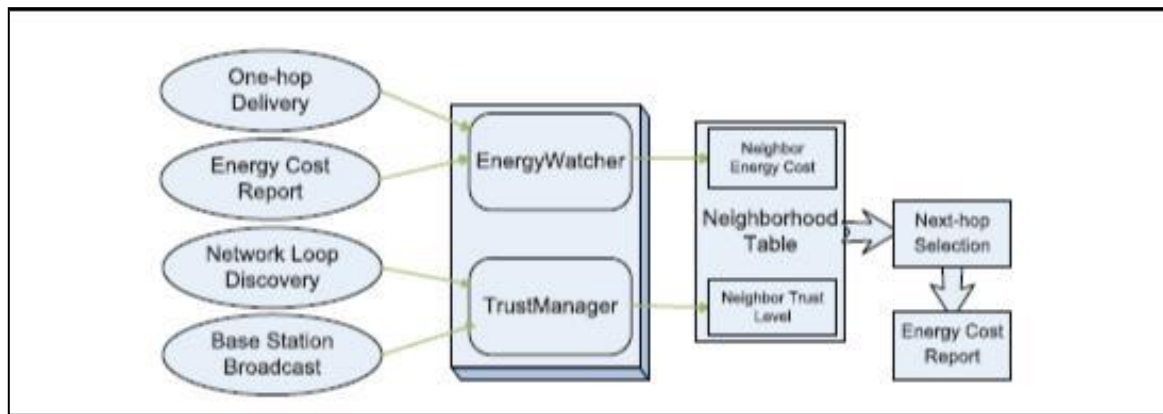 One-hop
Delivery
Energy Cost
Report
Network Loop
Discovery
Base Station
Broadcast
EnergyWatcher
TrustManager
Neighbor
Energy Cost
Neighborhood
Table
Neighbor Trust
Level
Next-hop
Selection
Energy Cost
Report